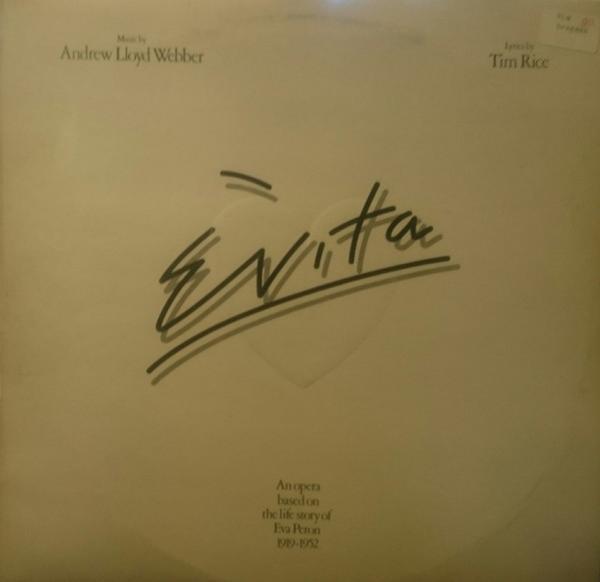 Music by
Andrew Lloyd Webber
Lyrics by
Tim Rice
Evita
An opera
based on
the life story of
Eva Peron
1919-1952